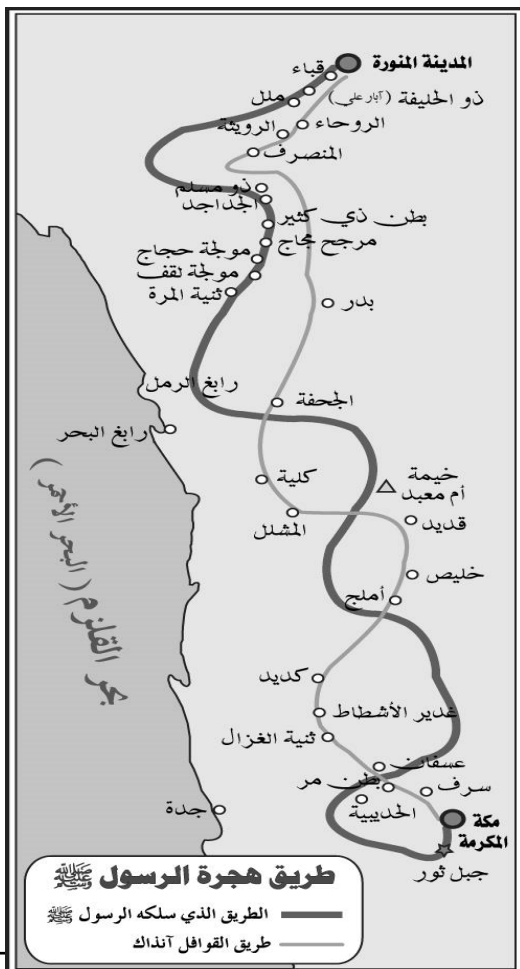 المدينة المنورة
قباء
ذو الحليفة (آبار علي)
ملل
الروحاء
الرويثة
المنصرف
ذو مسلم
الجداجد
بطن ذي كثير
مرجح مجاج
موجة حجاج
موجة لقف
ثنية المرة
بدر
رابغ الرمل
الجحفة
رابغ البحر
كلية
خيمة
أم معبد
المشلل
قديد
خليص
أملج
بحر القلزم (البحر الأحمر)
كديد
غدير الأشطاط
ثنية الغزال
عسفان
بطن مر
سرف
الحديبية
جدة
مكة
المكرمة
جبل ثور
طريق هجرة الرسول ﷺ
الطريق الذي سلكه الرسول ﷺ
طريق القوافل آنذاك